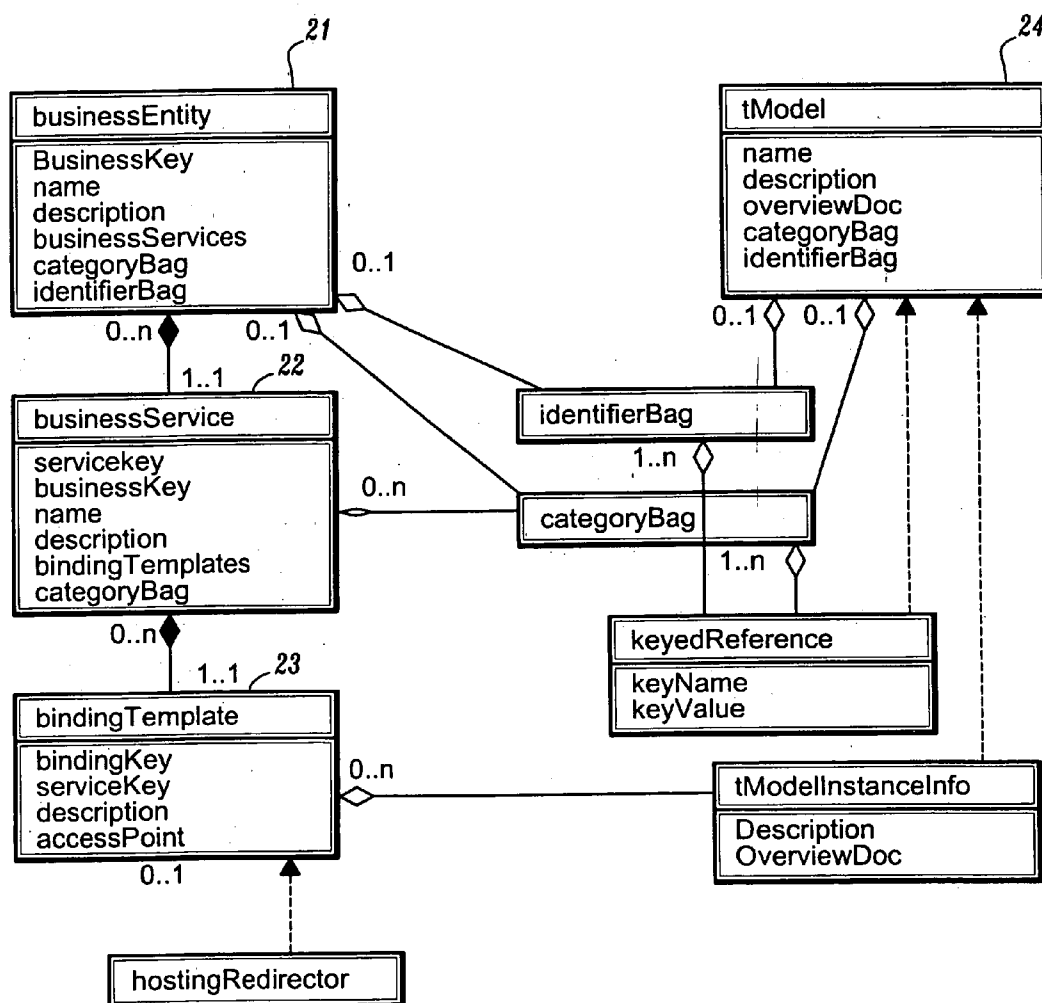 21
24
businessEntity
BusinessKey
name
description
businessServices
categoryBag
identifierBag
tModel
name
description
overviewDoc
categoryBag
identifierBag
0..1
0..n
0..1
0..1
0..1
1..1
22
businessService
servicekey
businessKey
name
description
bindingTemplates
categoryBag
identifierBag
1..n
0..n
categoryBag
1..n
0..n
1..1
23
keyedReference
keyName
keyValue
bindingTemplate
bindingKey
serviceKey
description
accessPoint
0..n
tModelInstanceInfo
Description
OverviewDoc
0..1
hostingRedirector